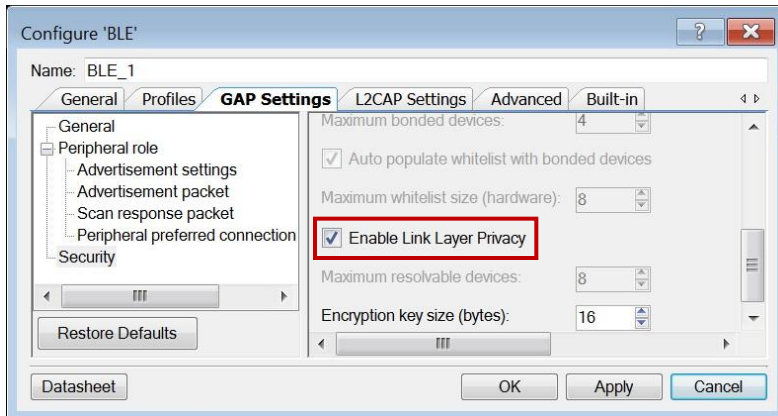 Configure 'BLE'
Name: BLE_1
General Profiles GAP Settings L2CAP Settings Advanced Built-in
General
Peripheral role
Advertisement settings
Advertisement packet
Scan response packet
Peripheral preferred connection
Security
Restore Defaults
Maximum bonded devices: 4
Auto populate whitelist with bonded devices
Maximum whitelist size (hardware): 8
Enable Link Layer Privacy
Maximum resolvable devices: 8
Encryption key size (bytes): 16
Datasheet OK Apply Cancel